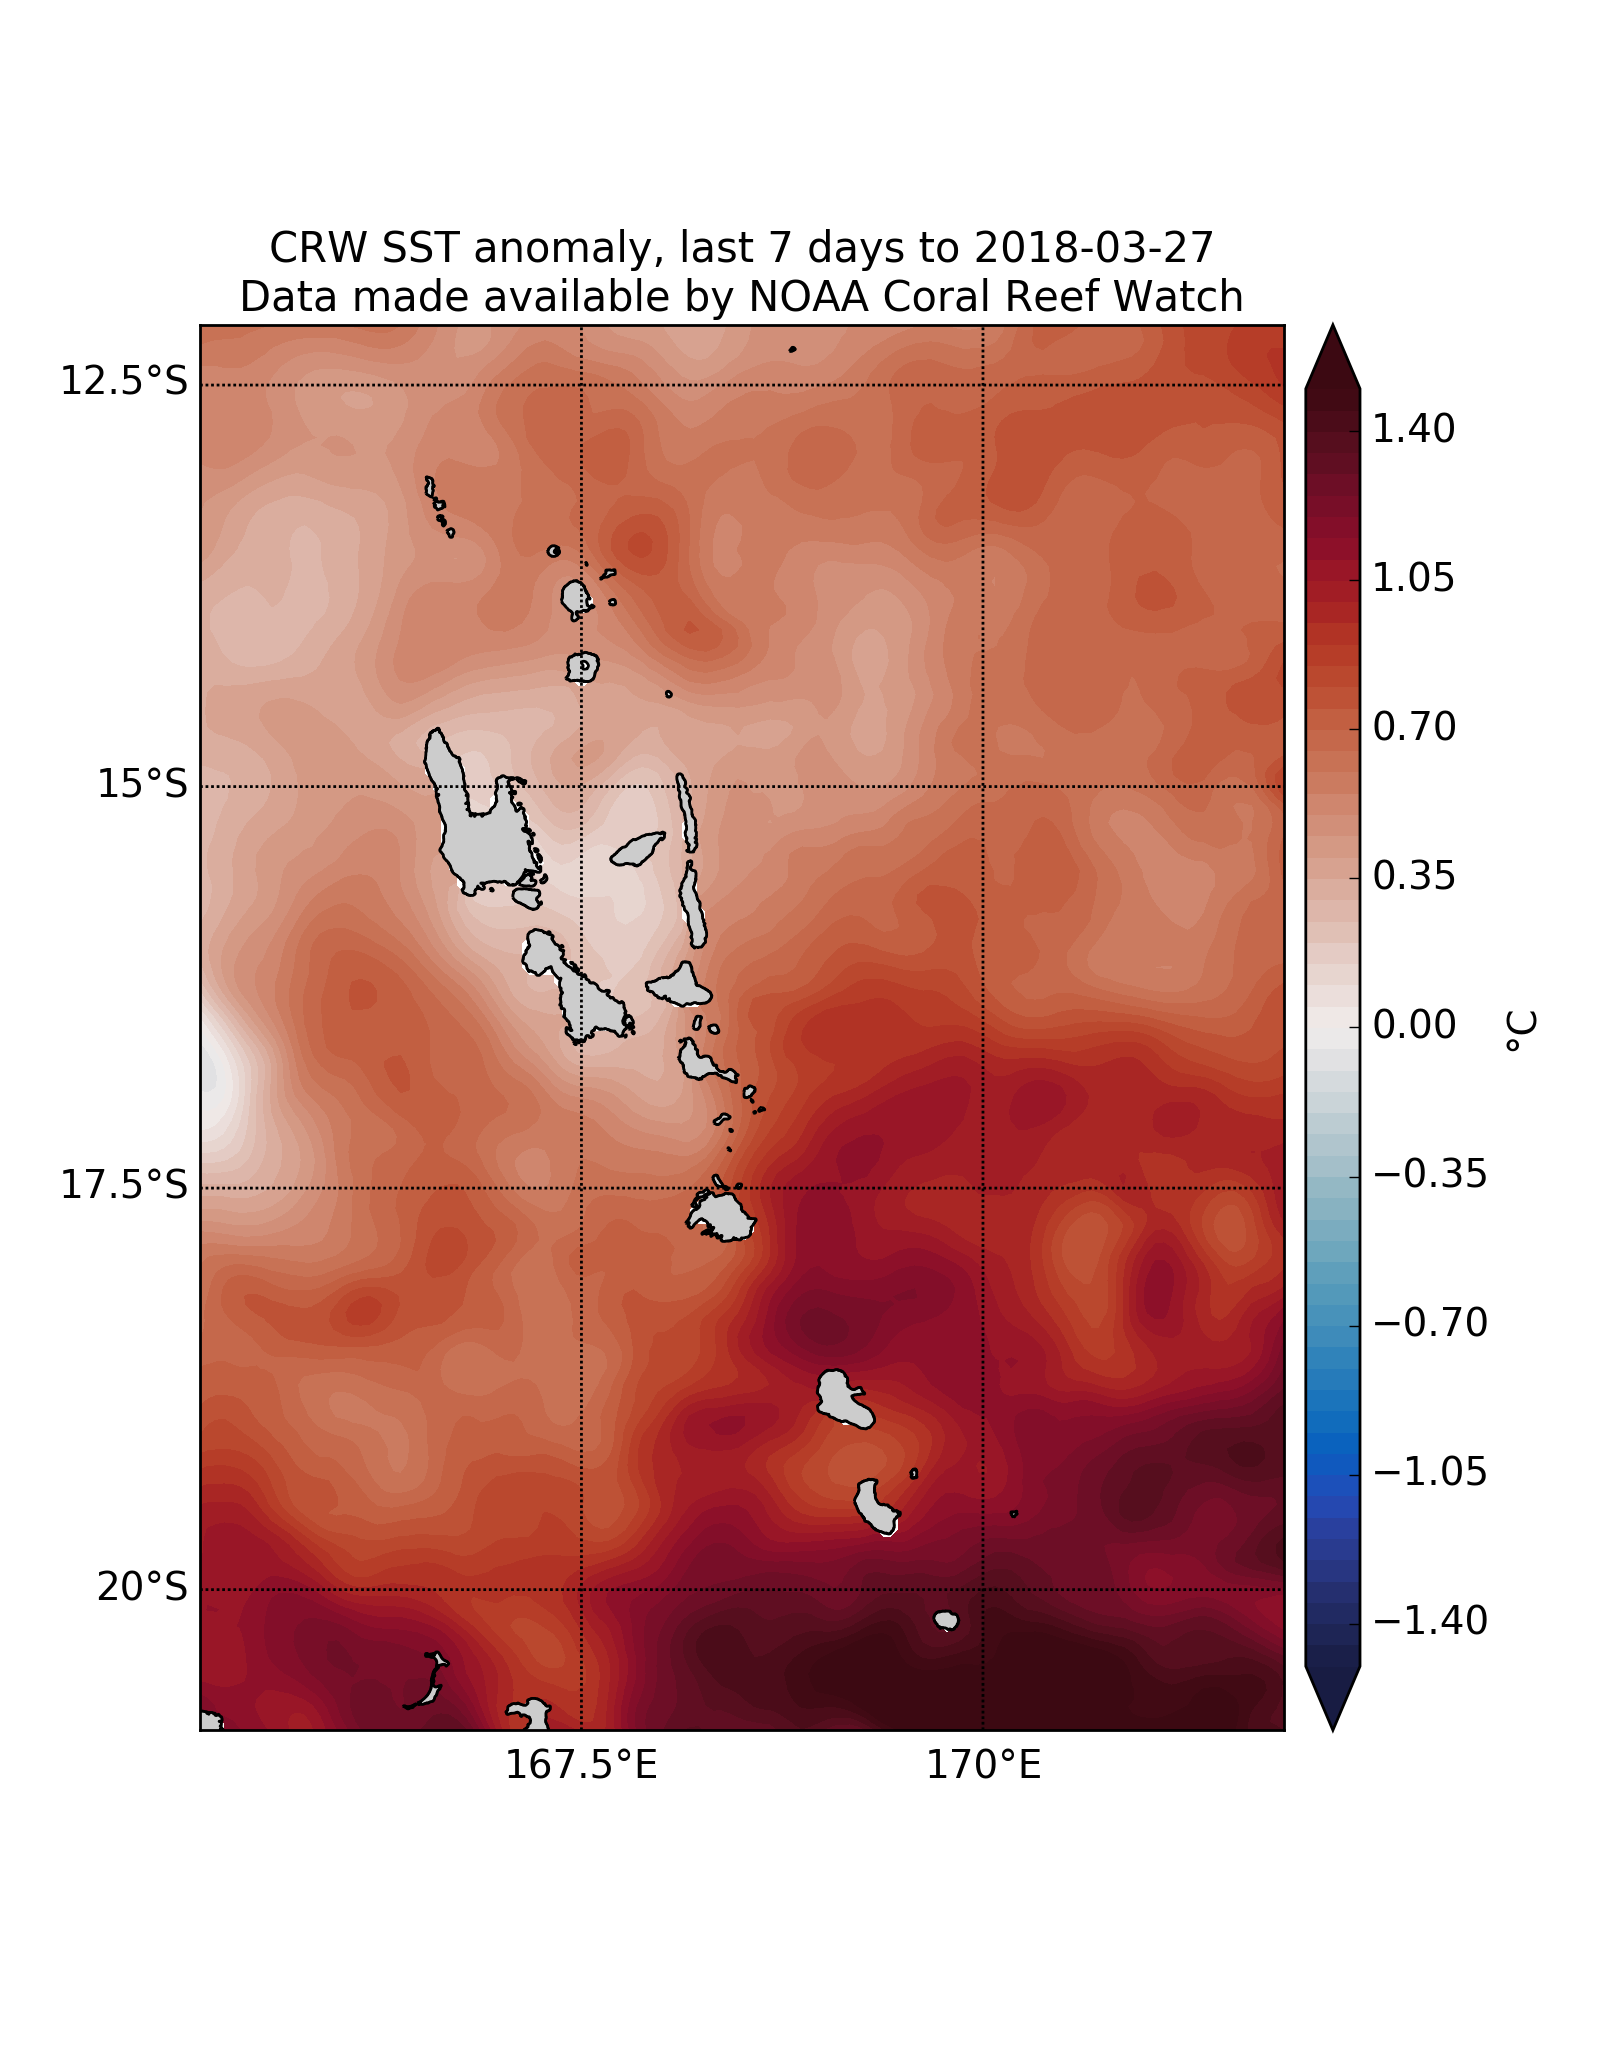 CRW SST anomaly, last 7 days to 2018-03-27
Data made available by NOAA Coral Reef Watch
12.5°S
15°S
17.5°S
20°S
167.5°E
170°E
1.40
1.05
0.70
0.35
0.00
−0.35
−0.70
−1.05
−1.40
°C